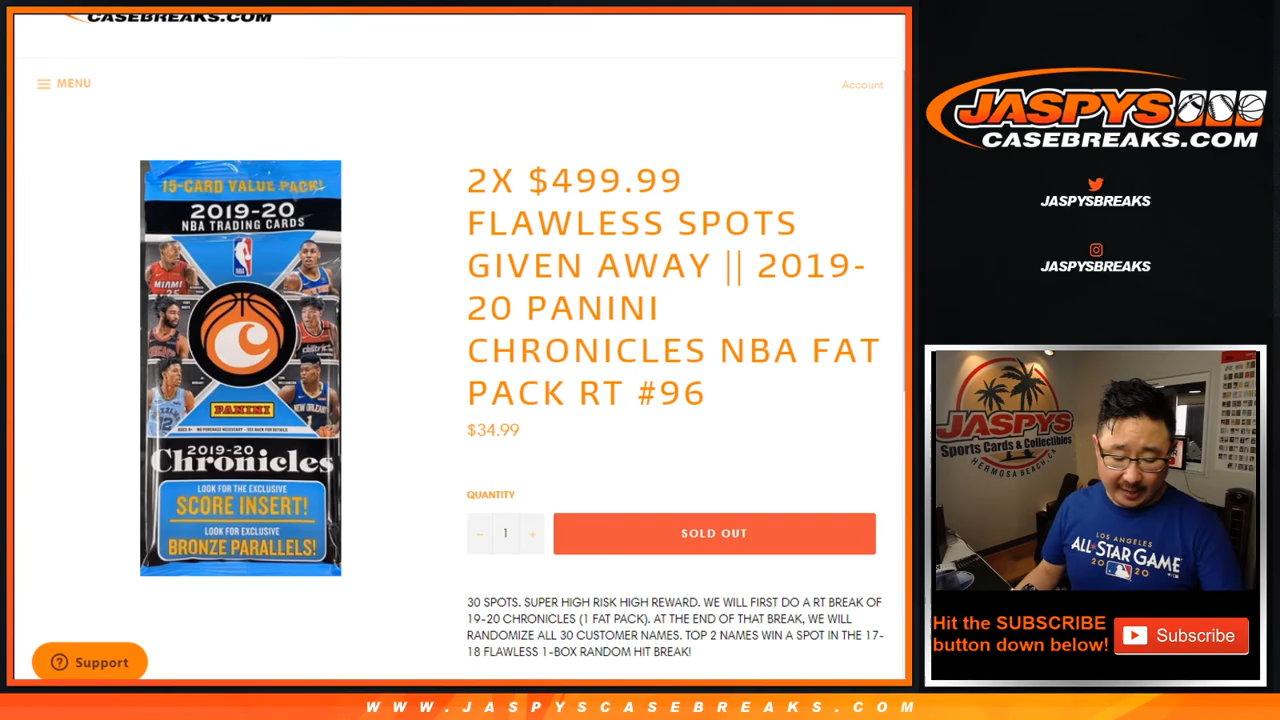 CASEBREAKS.COM
MENU
Account
15-CARD VALUE PACK!
2019-20
NBA TRADING CARDS
NBA
MIAMI
PANINI
NEW ORLEANS
2019-20
Chronicles
LOOK FOR THE EXCLUSIVE
SCORE INSERT!
LOOK FOR EXCLUSIVE
BRONZE PARALLELS!
2X $499.99
FLAWLESS SPOTS
GIVEN AWAY || 2019-
20 PANINI
CHRONICLES NBA FAT
PACK RT #96
$34.99
QUANTITY
− 1 +
SOLD OUT
30 SPOTS. SUPER HIGH RISK HIGH REWARD. WE WILL FIRST DO A RT BREAK OF
19-20 CHRONICLES (1 FAT PACK). AT THE END OF THAT BREAK, WE WILL
RANDOMIZE ALL 30 CUSTOMER NAMES. TOP 2 NAMES WIN A SPOT IN THE 17-
18 FLAWLESS 1-BOX RANDOM HIT BREAK!
Support
JASPYS
CASEBREAKS.COM
JASPYSBREAKS
JASPYSBREAKS
JASPYS
Sports Cards & Collectibles
HERMOSA BEACH, CA
LOS ANGELES
ALL-STAR GAME
2020
Hit the SUBSCRIBE
button down below!
Subscribe
WWW.JASPYSCASEBREAKS.COM